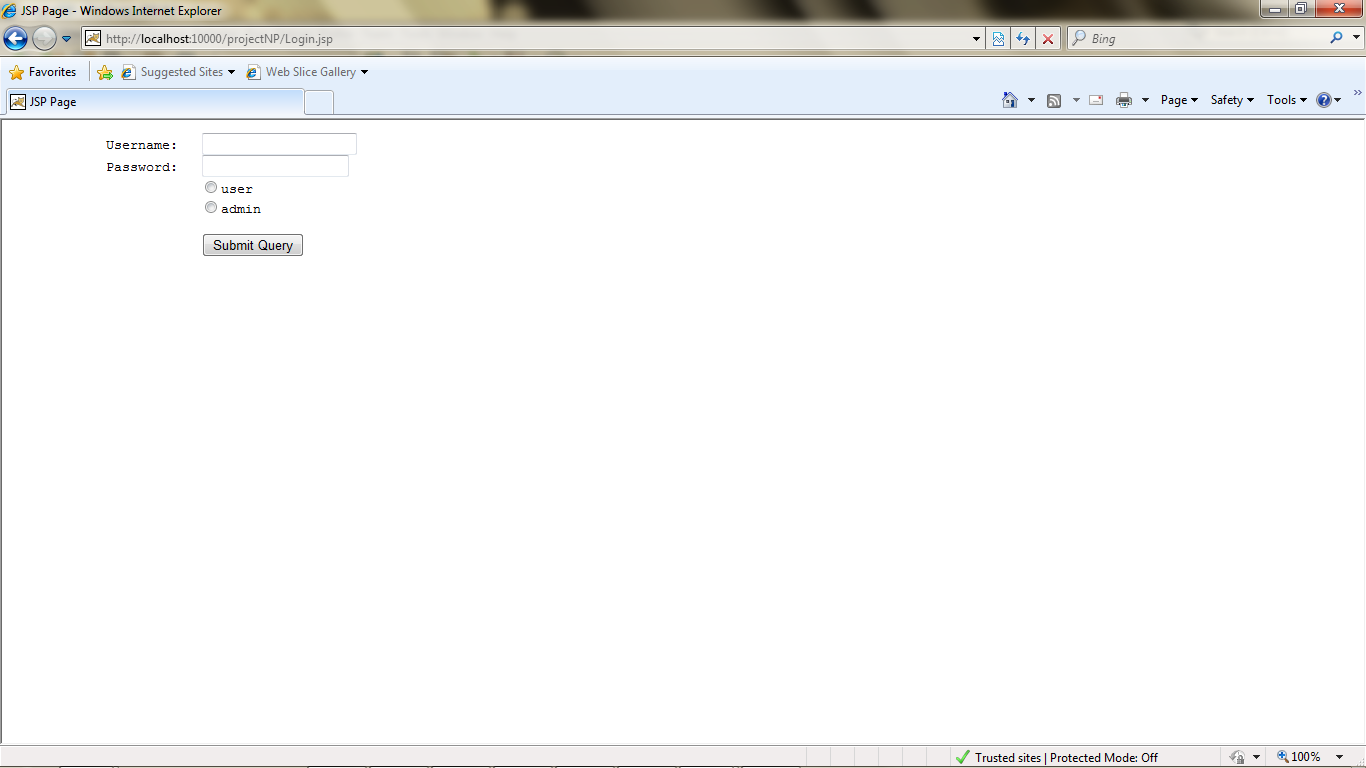 JSP Page - Windows Internet Explorer
http://localhost:10000/projectNP/Login.jsp
Bing
Favorites Suggested Sites Web Slice Gallery
JSP Page
Page Safety Tools
Username:
Password:
user
admin
Submit Query
Trusted sites | Protected Mode: Off
100%